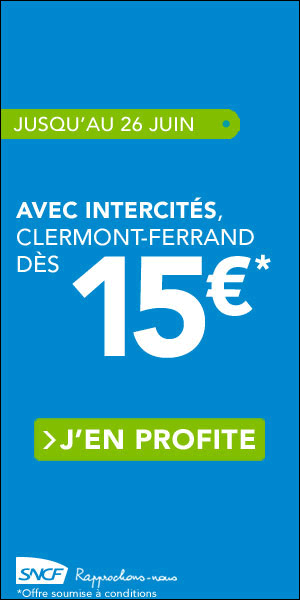 JUSQU'AU 26 JUIN
AVEC INTERCITÉS,
CLERMONT-FERRAND
DÈS 15€*
> J'EN PROFITE
SNCF Rapprochons-nous
*Offre soumise à conditions